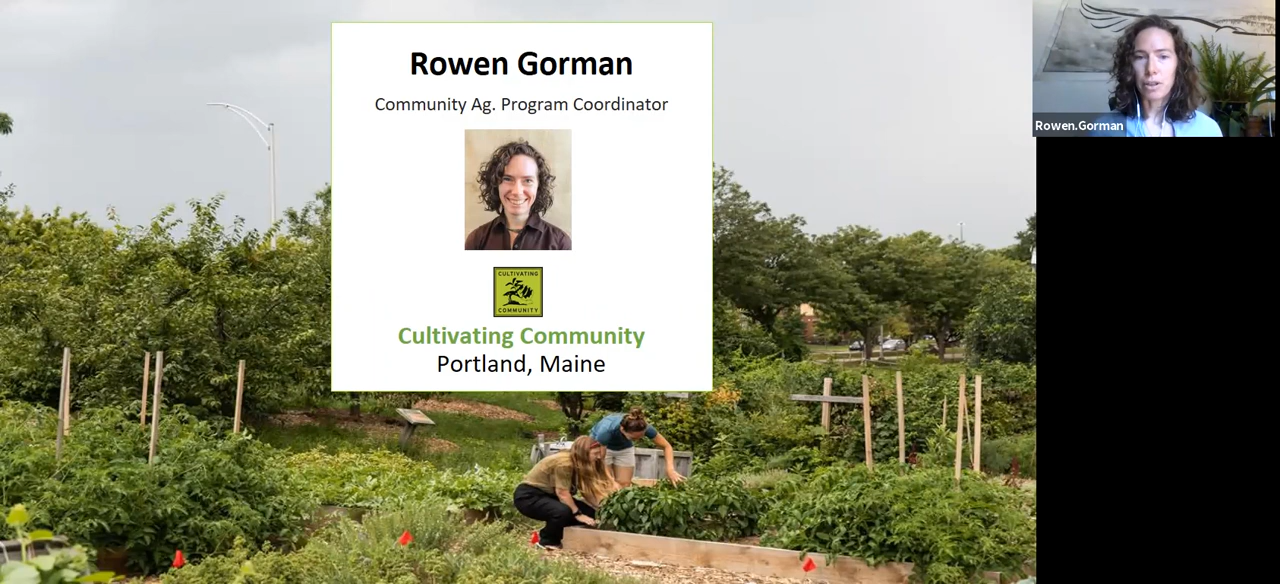 Rowen Gorman
Community Ag. Program Coordinator
CULTIVATING
COMMUNITY
Cultivating Community
Portland, Maine
Rowen.Gorman